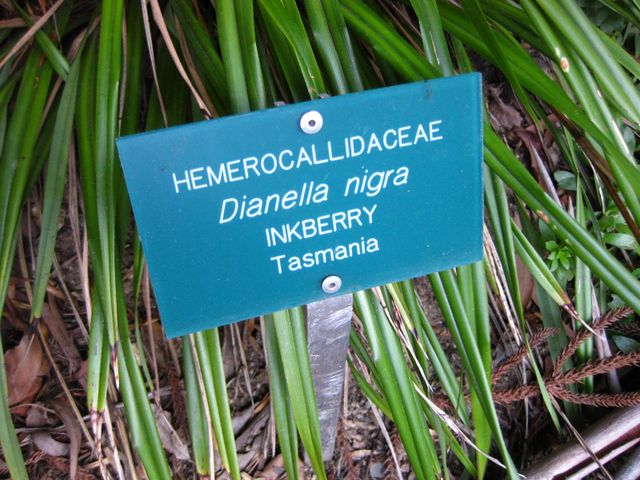 HEMEROCALLIDACEAE
Dianella nigra
INKBERRY
Tasmania